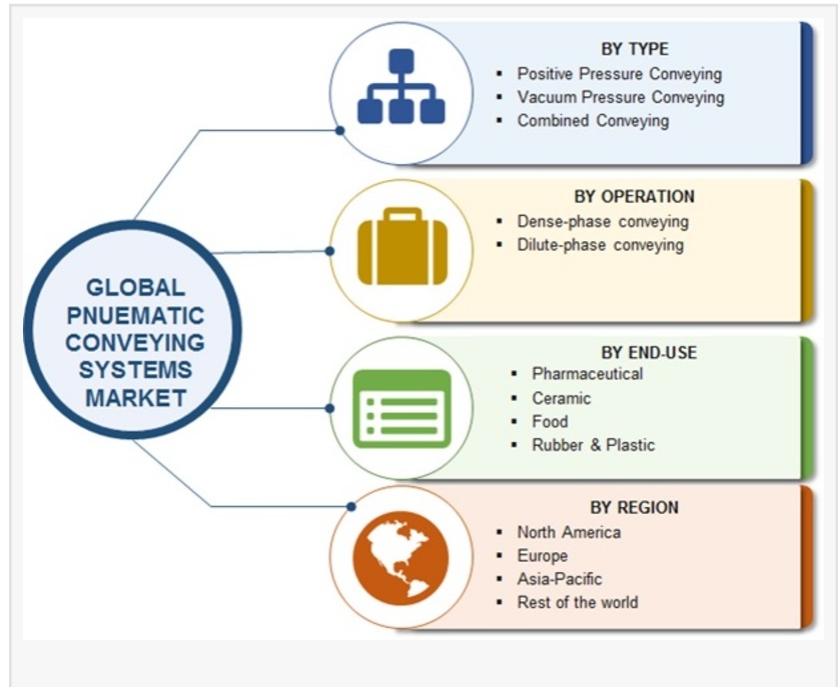 GLOBAL
PNUEMATIC
CONVEYING
SYSTEMS
MARKET
BY TYPE
▪ Positive Pressure Conveying
▪ Vacuum Pressure Conveying
▪ Combined Conveying
BY OPERATION
▪ Dense-phase conveying
▪ Dilute-phase conveying
BY END-USE
▪ Pharmaceutical
▪ Ceramic
▪ Food
▪ Rubber & Plastic
BY REGION
▪ North America
▪ Europe
▪ Asia-Pacific
▪ Rest of the world